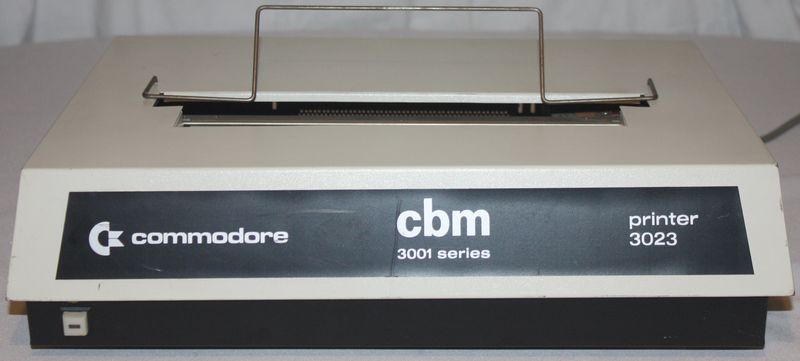 commodore
cbm
3001 series
printer
3023